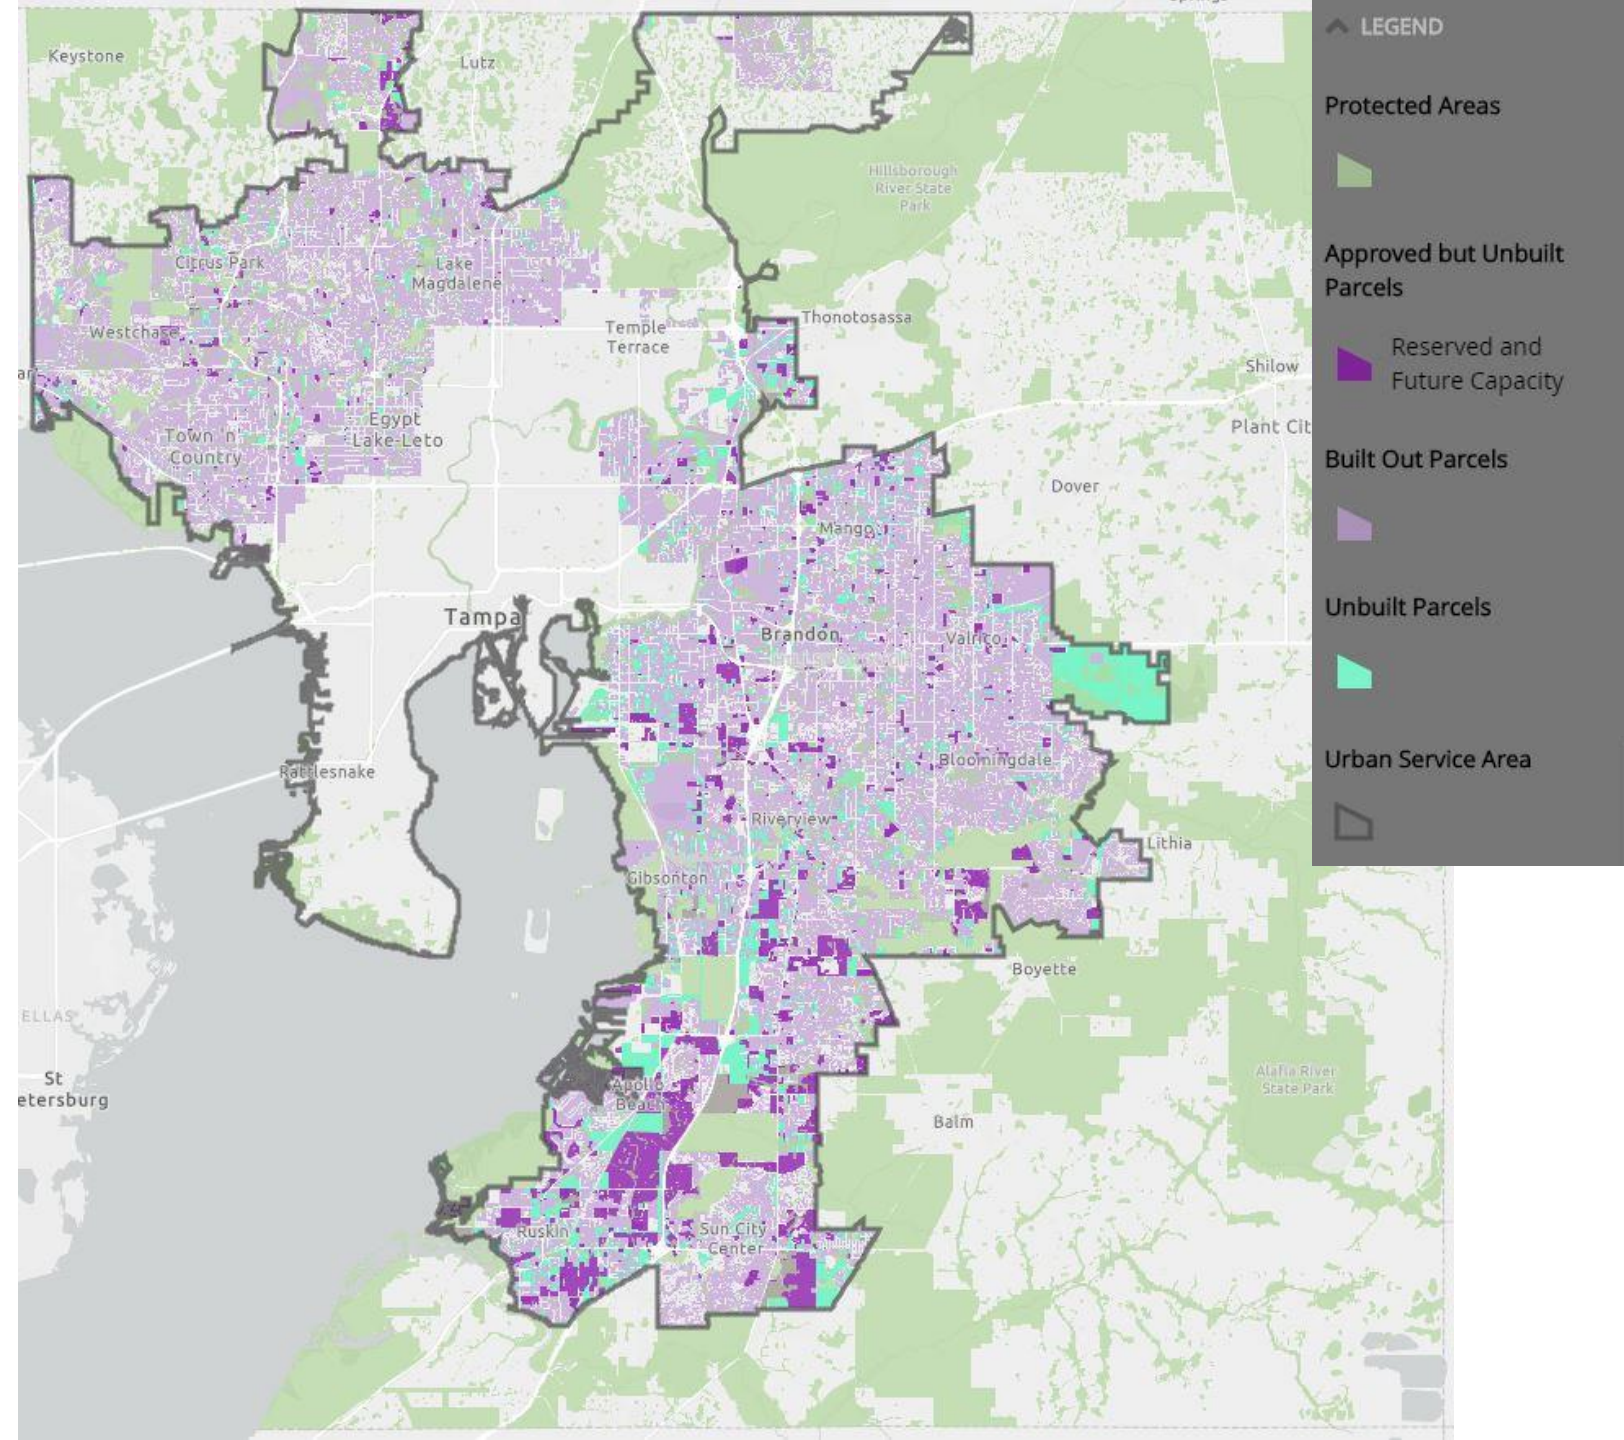 Springs
LEGEND
Keystone
Lutz
Protected Areas
Hillsborough
River State
Park
Approved but Unbuilt
Parcels
Citrus Park
Lake
Magdalene
Westchase
Temple
Terrace
Thonotosassa
Reserved and
Future Capacity
Shilow
ar
Egypt
Lake-Leto
Town 'n'
Country
Plant Cit
Built Out Parcels
Dover
Mango
Tampa
Brandon
Valrico
Unbuilt Parcels
Rattlesnake
Bloomingdale
Urban Service Area
Riverview
Lithia
Gibsonton
Boyette
ELLAS
St
etersburg
Apollo
Beach
Alafia River
State Park
Balm
Ruskin
Sun City
Center